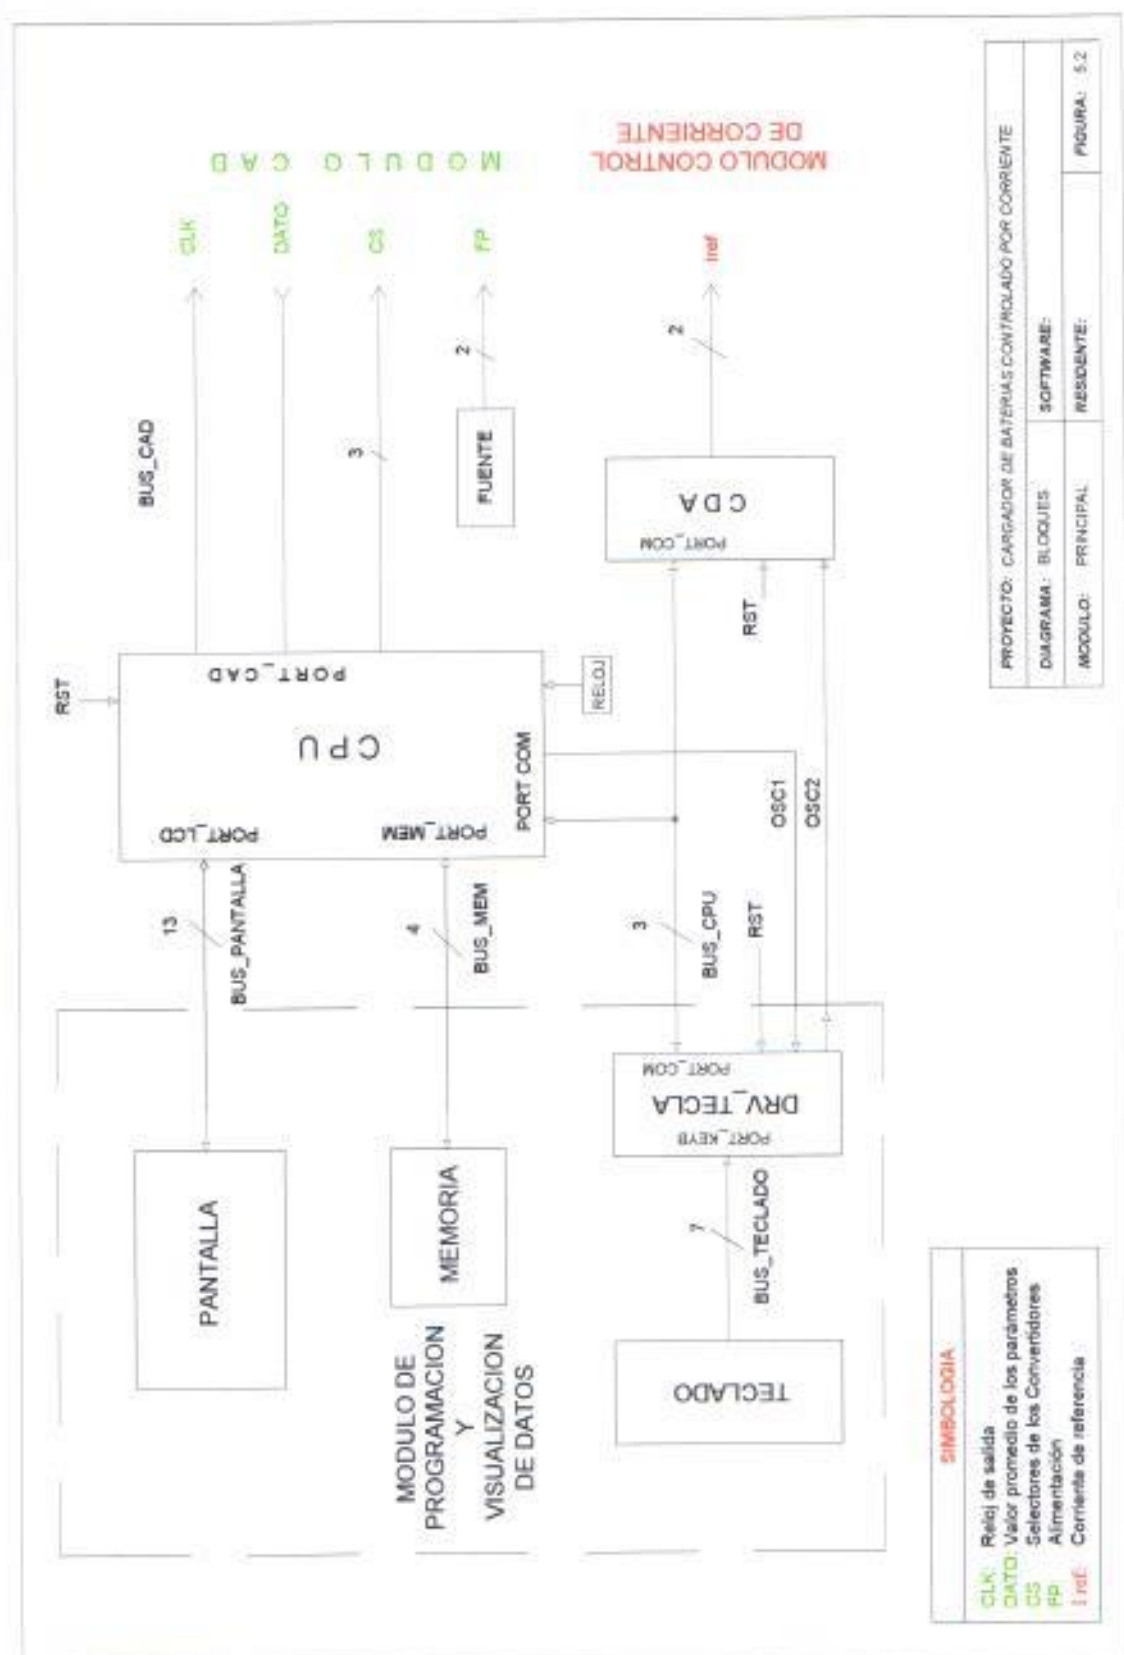 RST
BUS_CAD
CLK
DATO
CS
FP
MODULO CAD
PORT_CAD
CPU
PORT_LCD
PORT_MEM
PORT COM
RELOJ
3
FUENTE
2
13
BUS_PANTALLA
PANTALLA
4
BUS_MEM
MEMORIA
MODULO DE
PROGRAMACION
Y
VISUALIZACION
DE DATOS
MODULO CONTROL
DE CORRIENTE
Iref
2
CDA
PORT_COM
RST
3
BUS_CPU
RST
OSC1
OSC2
PORT_COM
DRV_TECLA
PORT_KEYB
7
BUS_TECLADO
TECLADO
SIMBOLOGIA
CLK: Reloj de salida
DATO: Valor promedio de los parámetros
CS Selectores de los Convertidores
FP: Alimentación
I ref: Corriente de referencia
PROYECTO: CARGADOR DE BATERIAS CONTROLADO POR CORRIENTE
DIAGRAMA: BLOQUES SOFTWARE:
MODULO: PRINCIPAL RESIDENTE: FIGURA: